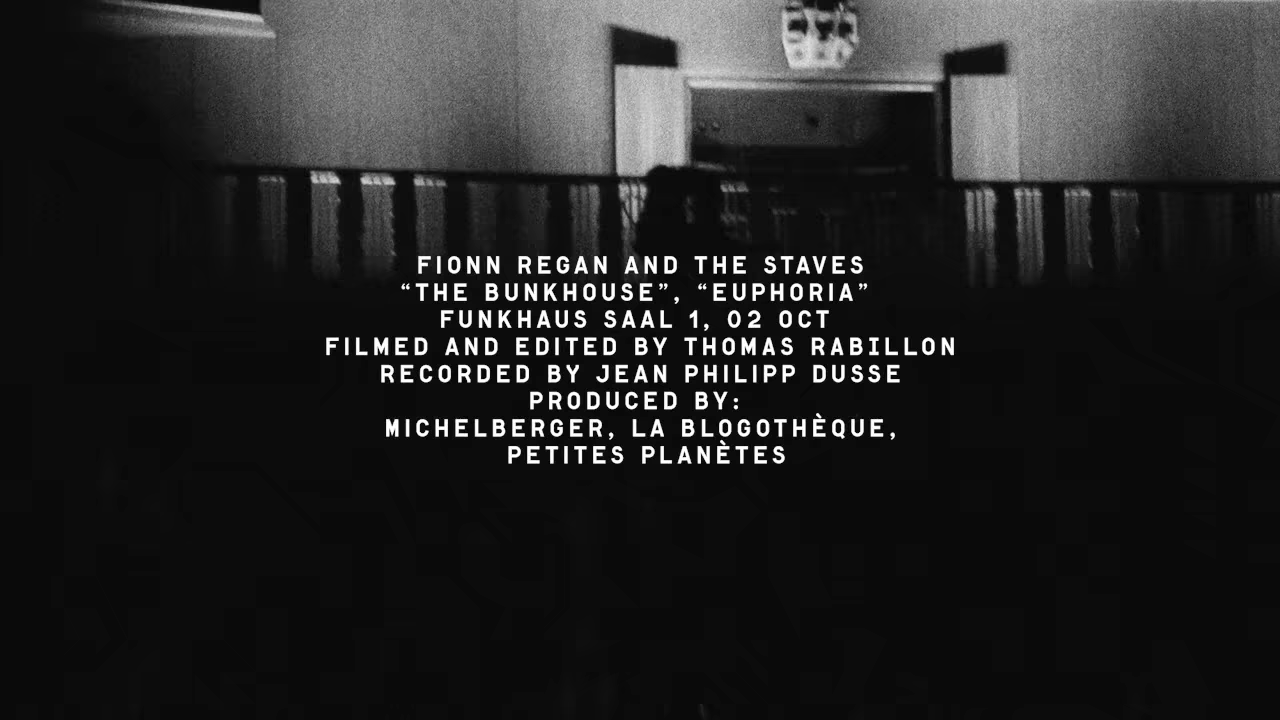 FIONN REGAN AND THE STAVES
“THE BUNKHOUSE”, “EUPHORIA”
FUNKHAUS SAAL 1, 02 OCT
FILMED AND EDITED BY THOMAS RABILLON
RECORDED BY JEAN PHILIPP DUSSE
PRODUCED BY:
MICHELBERGER, LA BLOGOTHÈQUE,
PETITES PLANÈTES